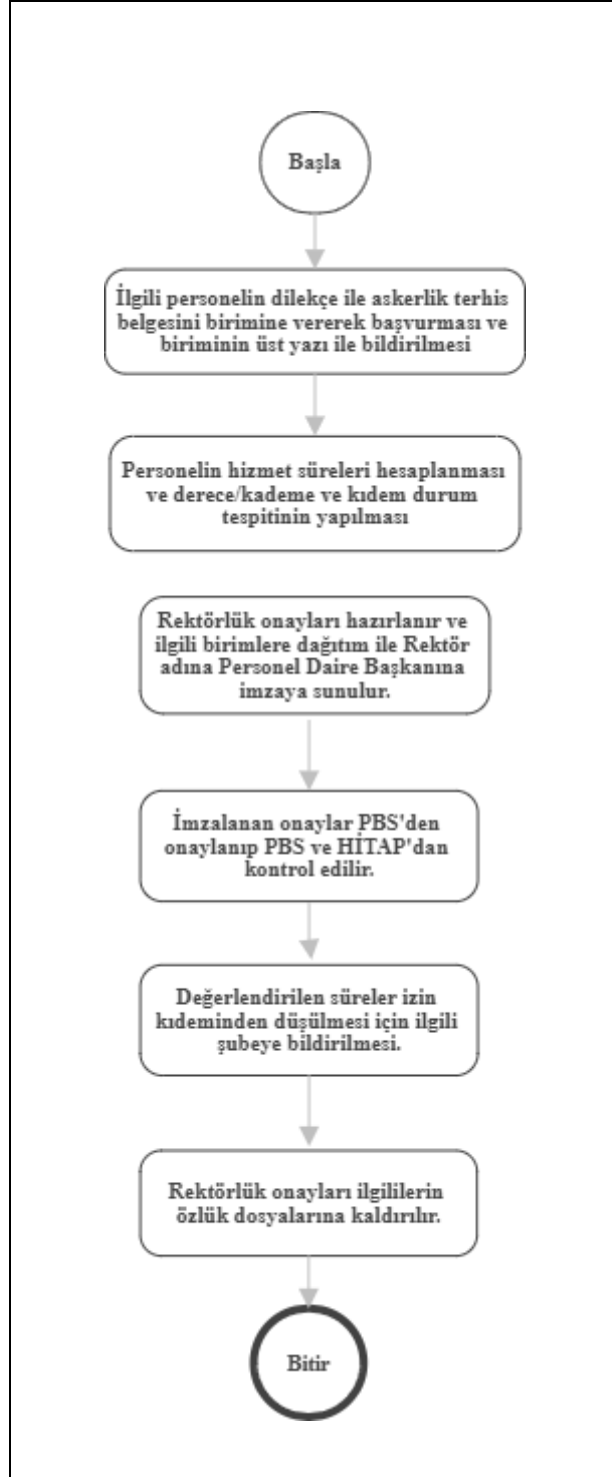 Başla
İlgili personelin dilekçe ile askerlik terhis
belgesini birimine vererek başvurması ve
biriminin üst yazı ile bildirilmesi
Personelin hizmet süreleri hesaplanması
ve derece/kademe ve kıdem durum
tespitinin yapılması
Rektörlük onayları hazırlanır ve
ilgili birimlere dağıtım ile Rektör
adına Personel Daire Başkanına
imzaya sunulur.
İmzalanan onaylar PBS'den
onaylanıp PBS ve HİTAP'dan
kontrol edilir.
Değerlendirilen süreler izin
kıdeminden düşülmesi için ilgili
şubeye bildirilmesi.
Rektörlük onayları ilgililerin
özlük dosyalarına kaldırılır.
Bitir